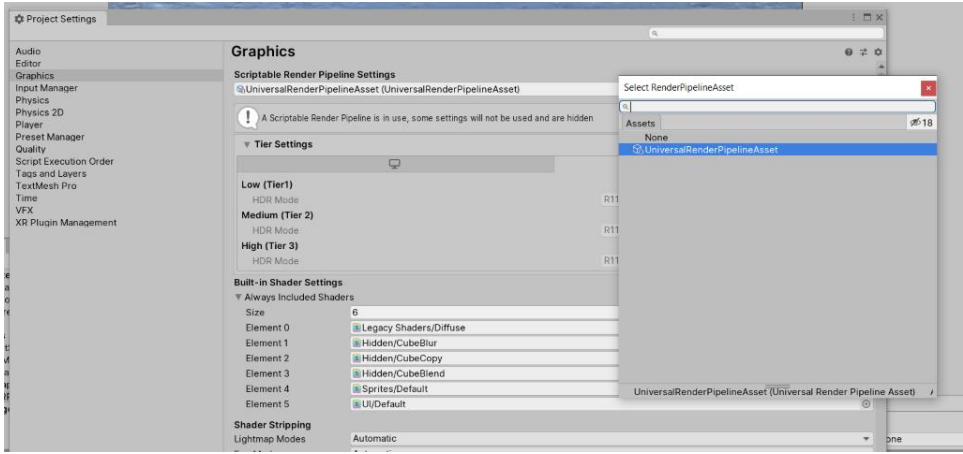 Project Settings
Audio
Editor
Graphics
Input Manager
Physics
Physics 2D
Player
Preset Manager
Quality
Script Execution Order
Tags and Layers
TextMesh Pro
Time
VFX
XR Plugin Management
Graphics
Scriptable Render Pipeline Settings
UniversalRenderPipelineAsset (UniversalRenderPipelineAsset)
A Scriptable Render Pipeline is in use, some settings will not be used and are hidden
Tier Settings
Low (Tier1)
HDR Mode R11
Medium (Tier 2)
HDR Mode R11
High (Tier 3)
HDR Mode R11
Built-in Shader Settings
Always Included Shaders
Size 6
Element 0 Legacy Shaders/Diffuse
Element 1 Hidden/CubeBlur
Element 2 Hidden/CubeCopy
Element 3 Hidden/CubeBlend
Element 4 Sprites/Default
Element 5 UI/Default
Shader Stripping
Lightmap Modes Automatic
Select RenderPipelineAsset
Assets 18
None
UniversalRenderPipelineAsset
UniversalRenderPipelineAsset (Universal Render Pipeline Asset)
one